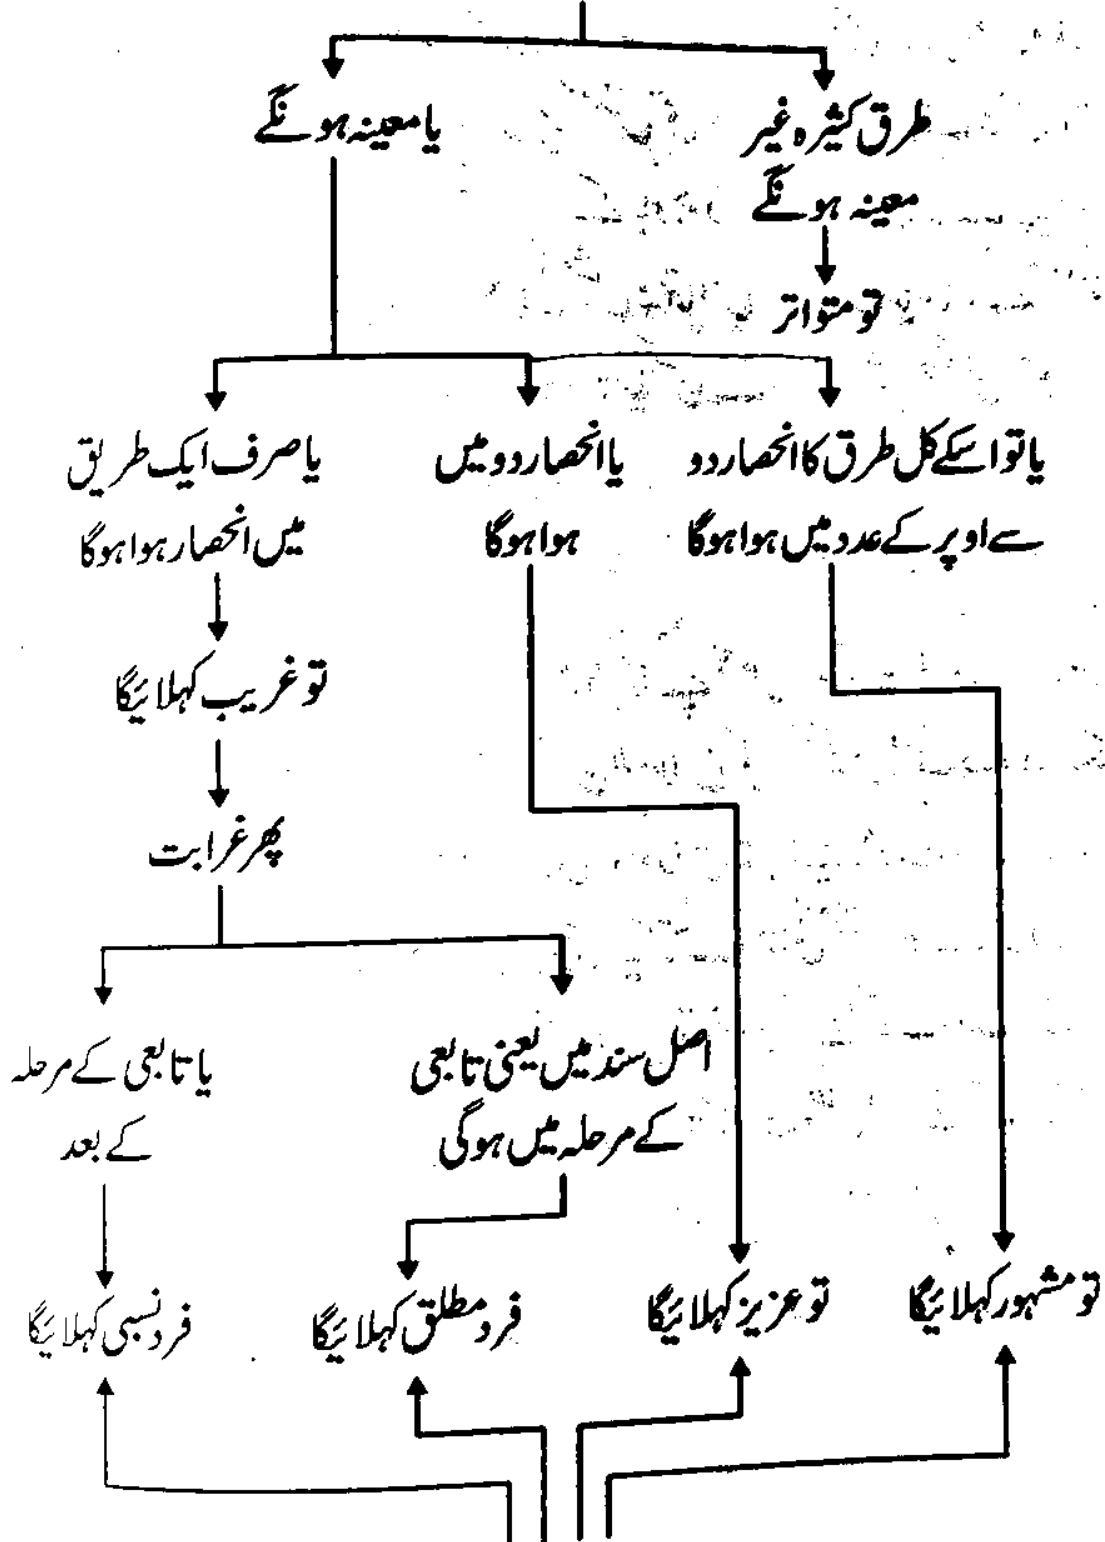 طرق کثیرہ غیر
معینہ ہونگے
یا معینہ ہونگے
تو متواتر
یا تو اسکے کل طرق کا انحصار دو
سے اوپر کے عدد میں ہوا ہوگا
یا انحصار دو میں
ہوا ہوگا
یا صرف ایک طریق
میں انحصار ہوا ہوگا
تو غریب کہلائیگا
پھر غرابت
اصل سند میں یعنی تابعی
کے مرحلہ میں ہوگی
یا تابعی کے مرحلہ
کے بعد
تو مشہور کہلائیگا
تو عزیز کہلائیگا
فرد مطلق کہلائیگا
فرد نسبی کہلائیگا